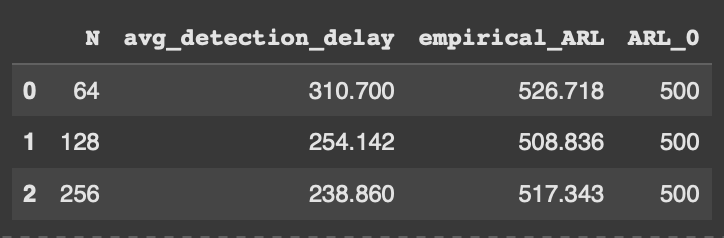 N avg_detection_delay empirical_ARL ARL_0
0 64 310.700 526.718 500
1 128 254.142 508.836 500
2 256 238.860 517.343 500